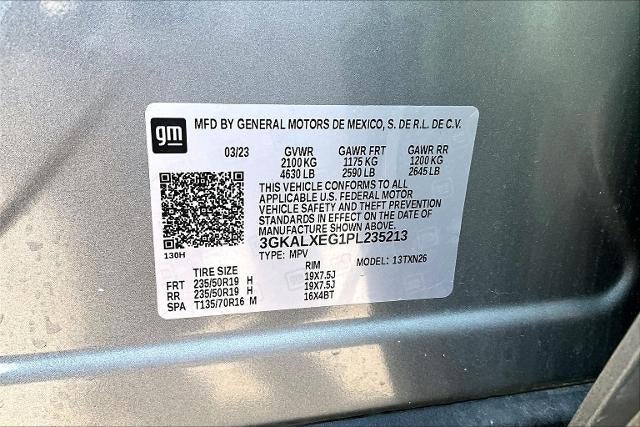 gm MFD BY GENERAL MOTORS DE MEXICO, S. DE R.L. DE C.V.
03/23 GVWR GAWR FRT GAWR RR
2100 KG 1175 KG 1200 KG
4630 LB 2590 LB 2645 LB
THIS VEHICLE CONFORMS TO ALL
APPLICABLE U.S. FEDERAL MOTOR
VEHICLE SAFETY AND THEFT PREVENTION
STANDARDS IN EFFECT ON THE DATE OF
MANUFACTURE SHOWN ABOVE.
3GKALXEG1PL235213
130H TYPE: MPV MODEL: 13TXN26
TIRE SIZE RIM
FRT 235/50R19 H 19X7.5J
RR 235/50R19 H 19X7.5J
SPA T135/70R16 M 16X4BT